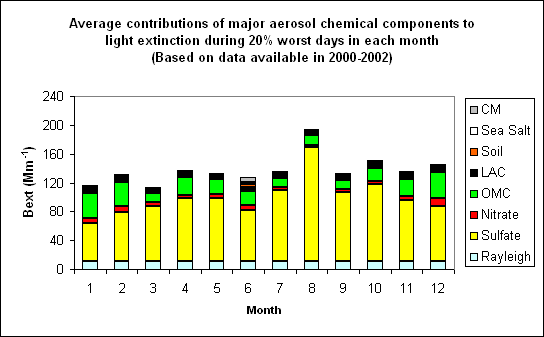 Average contributions of major aerosol chemical components to
light extinction during 20% worst days in each month
(Based on data available in 2000-2002)
240
200
160
120
80
40
0
Bext (Mm-1)
1 2 3 4 5 6 7 8 9 10 11 12
Month
CM
Sea Salt
Soil
LAC
OMC
Nitrate
Sulfate
Rayleigh